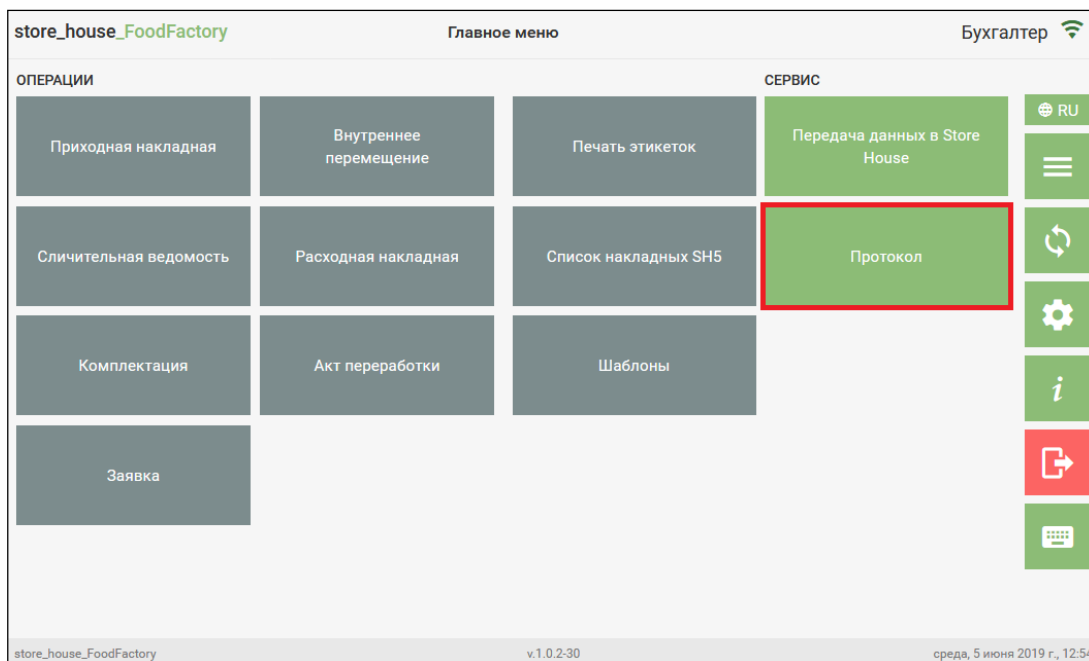 store_house_FoodFactory
Главное меню
Бухгалтер
ОПЕРАЦИИ
СЕРВИС
Приходная накладная
Внутреннее
перемещение
Печать этикеток
Передача данных в Store
House
RU
Сличительная ведомость
Расходная накладная
Список накладных SH5
Протокол
Комплектация
Акт переработки
Шаблоны
i
Заявка
store_house_FoodFactory
v.1.0.2-30
среда, 5 июня 2019 г., 12:54